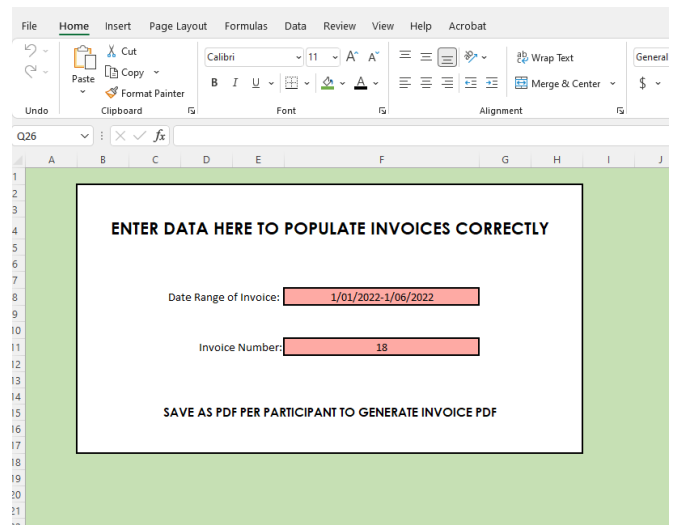 File Home Insert Page Layout Formulas Data Review View Help Acrobat
Cut
Copy
Format Painter
Paste
Calibri 11 A^ A˅
B I U A
ab Wrap Text
Merge & Center
General
$
Undo Clipboard Font Alignment
Q26 fx
A B C D E F G H I J
1
2
3
4 ENTER DATA HERE TO POPULATE INVOICES CORRECTLY
5
6
7
8 Date Range of Invoice: 1/01/2022-1/06/2022
9
10
11 Invoice Number: 18
12
13
14
15 SAVE AS PDF PER PARTICIPANT TO GENERATE INVOICE PDF
16
17
18
19
20
21